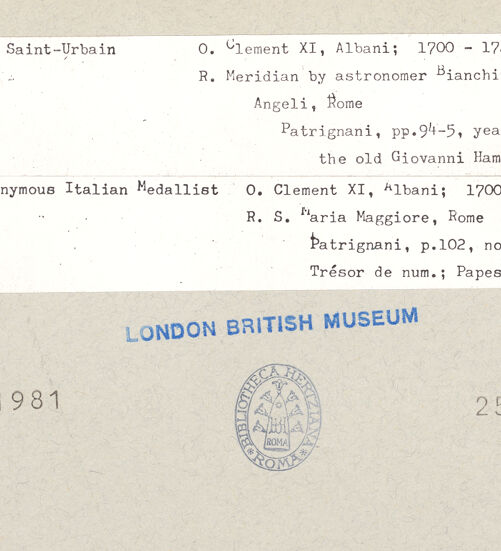 Saint-Urbain O. Clement XI, Albani; 1700 - 17
R. Meridian by astronomer Bianchi
Angeli, Rome
Patrignani, pp.94-5, yea
the old Giovanni Ham
nymous Italian Medallist O. Clement XI, Albani; 1700
R. S. Maria Maggiore, Rome
Patrignani, p.102, no
Trésor de num.; Papes
LONDON BRITISH MUSEUM
1981 25
BIBLIOTHECA HERTZIANA
ROMA
ROMA